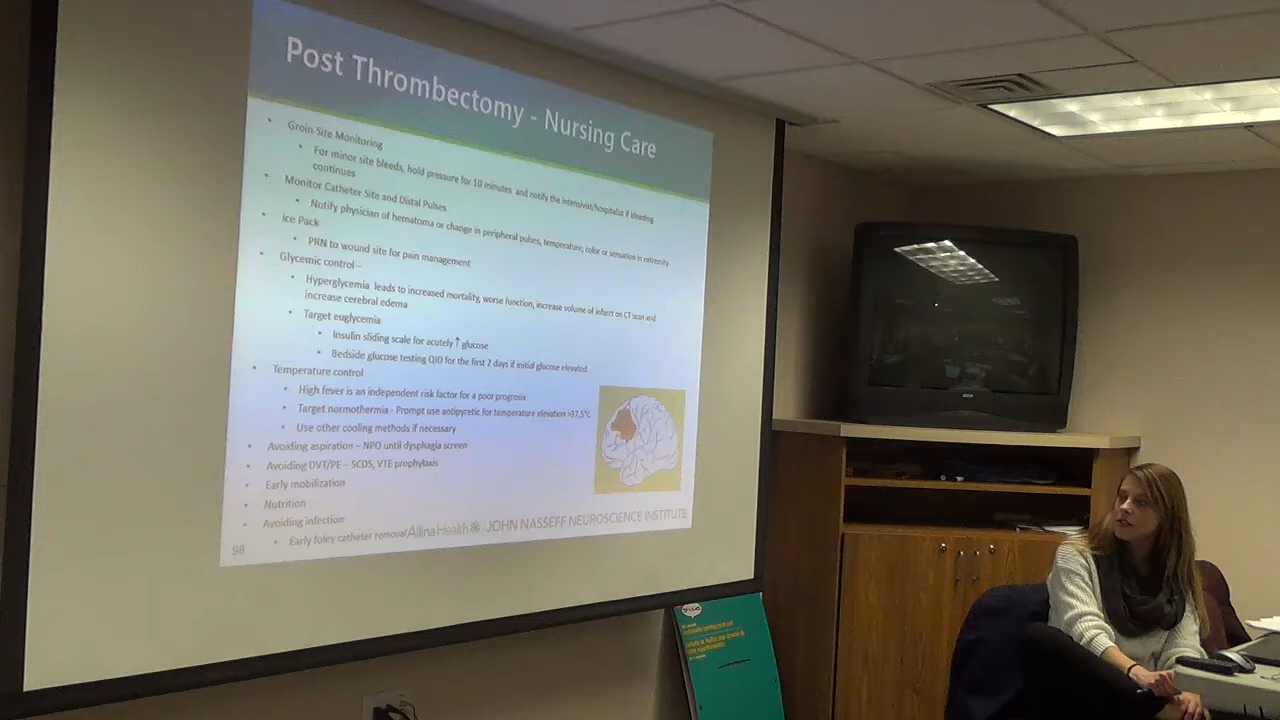 Post Thrombectomy - Nursing Care
• Groin Site Monitoring
• For minor site bleeds, hold pressure for 10 minutes and notify the intensivist/hospitalist if bleeding
continues
• Monitor Catheter Site and Distal Pulses
• Notify physician of hematoma or change in peripheral pulses, temperature, color or sensation in extremity
• Ice Pack
• PRN to wound site for pain management
• Glycemic control –
• Hyperglycemia leads to increased mortality, worse function, increase volume of infarct on CT scan and
increase cerebral edema
• Target euglycemia
• Insulin sliding scale for acutely ↑ glucose
• Bedside glucose testing QID for the first 2 days if initial glucose elevated
• Temperature control
• High fever is an independent risk factor for a poor prognosis
• Target normothermia - Prompt use antipyretic for temperature elevation >37.5°C
• Use other cooling methods if necessary
• Avoiding aspiration – NPO until dysphagia screen
• Avoiding DVT/PE – SCDS, VTE prophylaxis
• Early mobilization
• Nutrition
• Avoiding infection
• Early foley catheter removal
AllinaHealth JOHN NASSEFF NEUROSCIENCE INSTITUTE
98